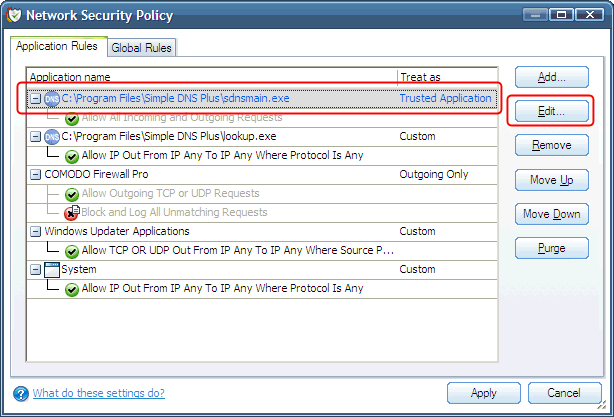 Network Security Policy
Application Rules Global Rules
Application name Treat as
C:\Program Files\Simple DNS Plus\sdnsmain.exe Trusted Application
Allow All Incoming and Outgoing Requests
C:\Program Files\Simple DNS Plus\lookup.exe Custom
Allow IP Out From IP Any To IP Any Where Protocol Is Any
COMODO Firewall Pro Outgoing Only
Allow Outgoing TCP or UDP Requests
Block and Log All Unmatching Requests
Windows Updater Applications Custom
Allow TCP OR UDP Out From IP Any To IP Any Where Source P...
System Custom
Allow IP Out From IP Any To IP Any Where Protocol Is Any
Add...
Edit...
Remove
Move Up
Move Down
Purge
What do these settings do?
Apply Cancel